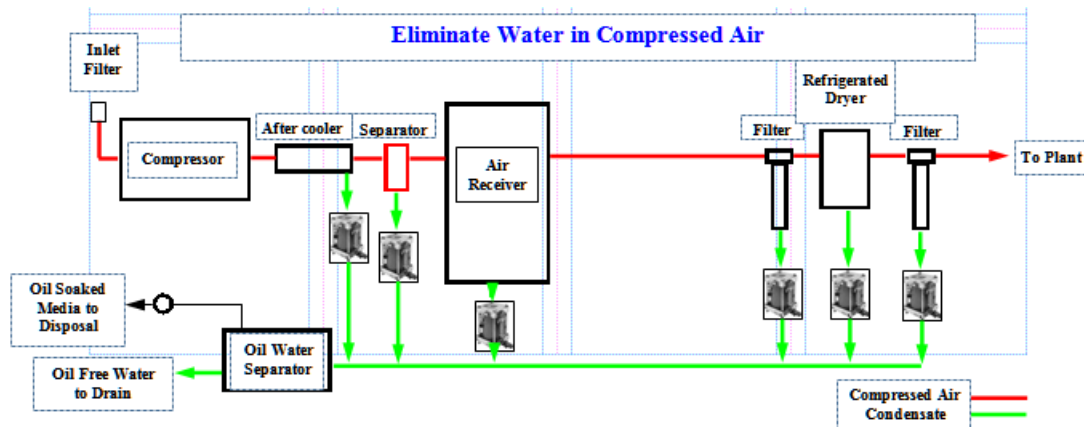 Eliminate Water in Compressed Air
Inlet
Filter
Refrigerated
Dryer
After cooler
Separator
Filter
Filter
Compressor
Air
Receiver
To Plant
Oil Soaked
Media to
Disposal
Oil Water
Separator
Oil Free Water
to Drain
Compressed Air
Condensate